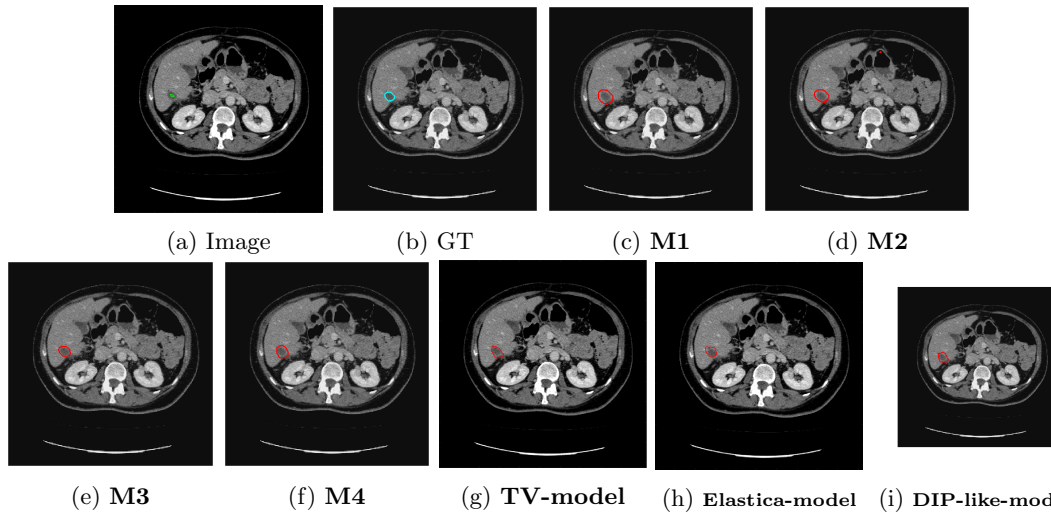 (a) Image (b) GT (c) M1 (d) M2
(e) M3 (f) M4 (g) TV-model (h) Elastica-model (i) DIP-like-mod